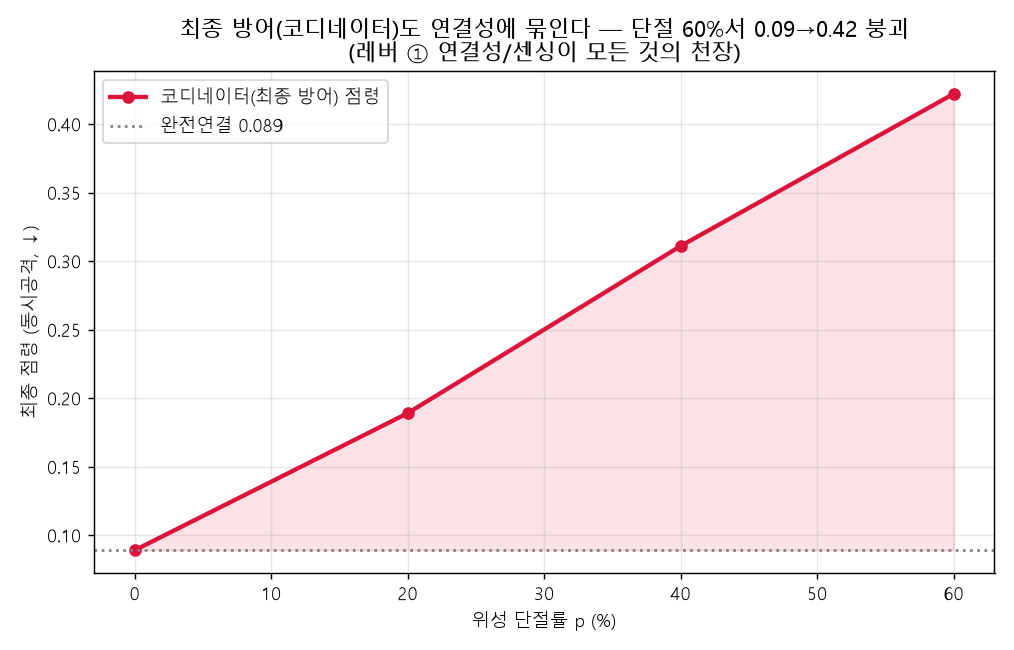 최종 방어(코디네이터)도 연결성에 묶인다 — 단절 60%서 0.09→0.42 붕괴
(레버 ① 연결성/센싱이 모든 것의 천장)
코디네이터(최종 방어) 점령
완전연결 0.089
최종 점령 (동시공격, ↓)
0.40
0.35
0.30
0.25
0.20
0.15
0.10
0 10 20 30 40 50 60
위성 단절률 p (%)